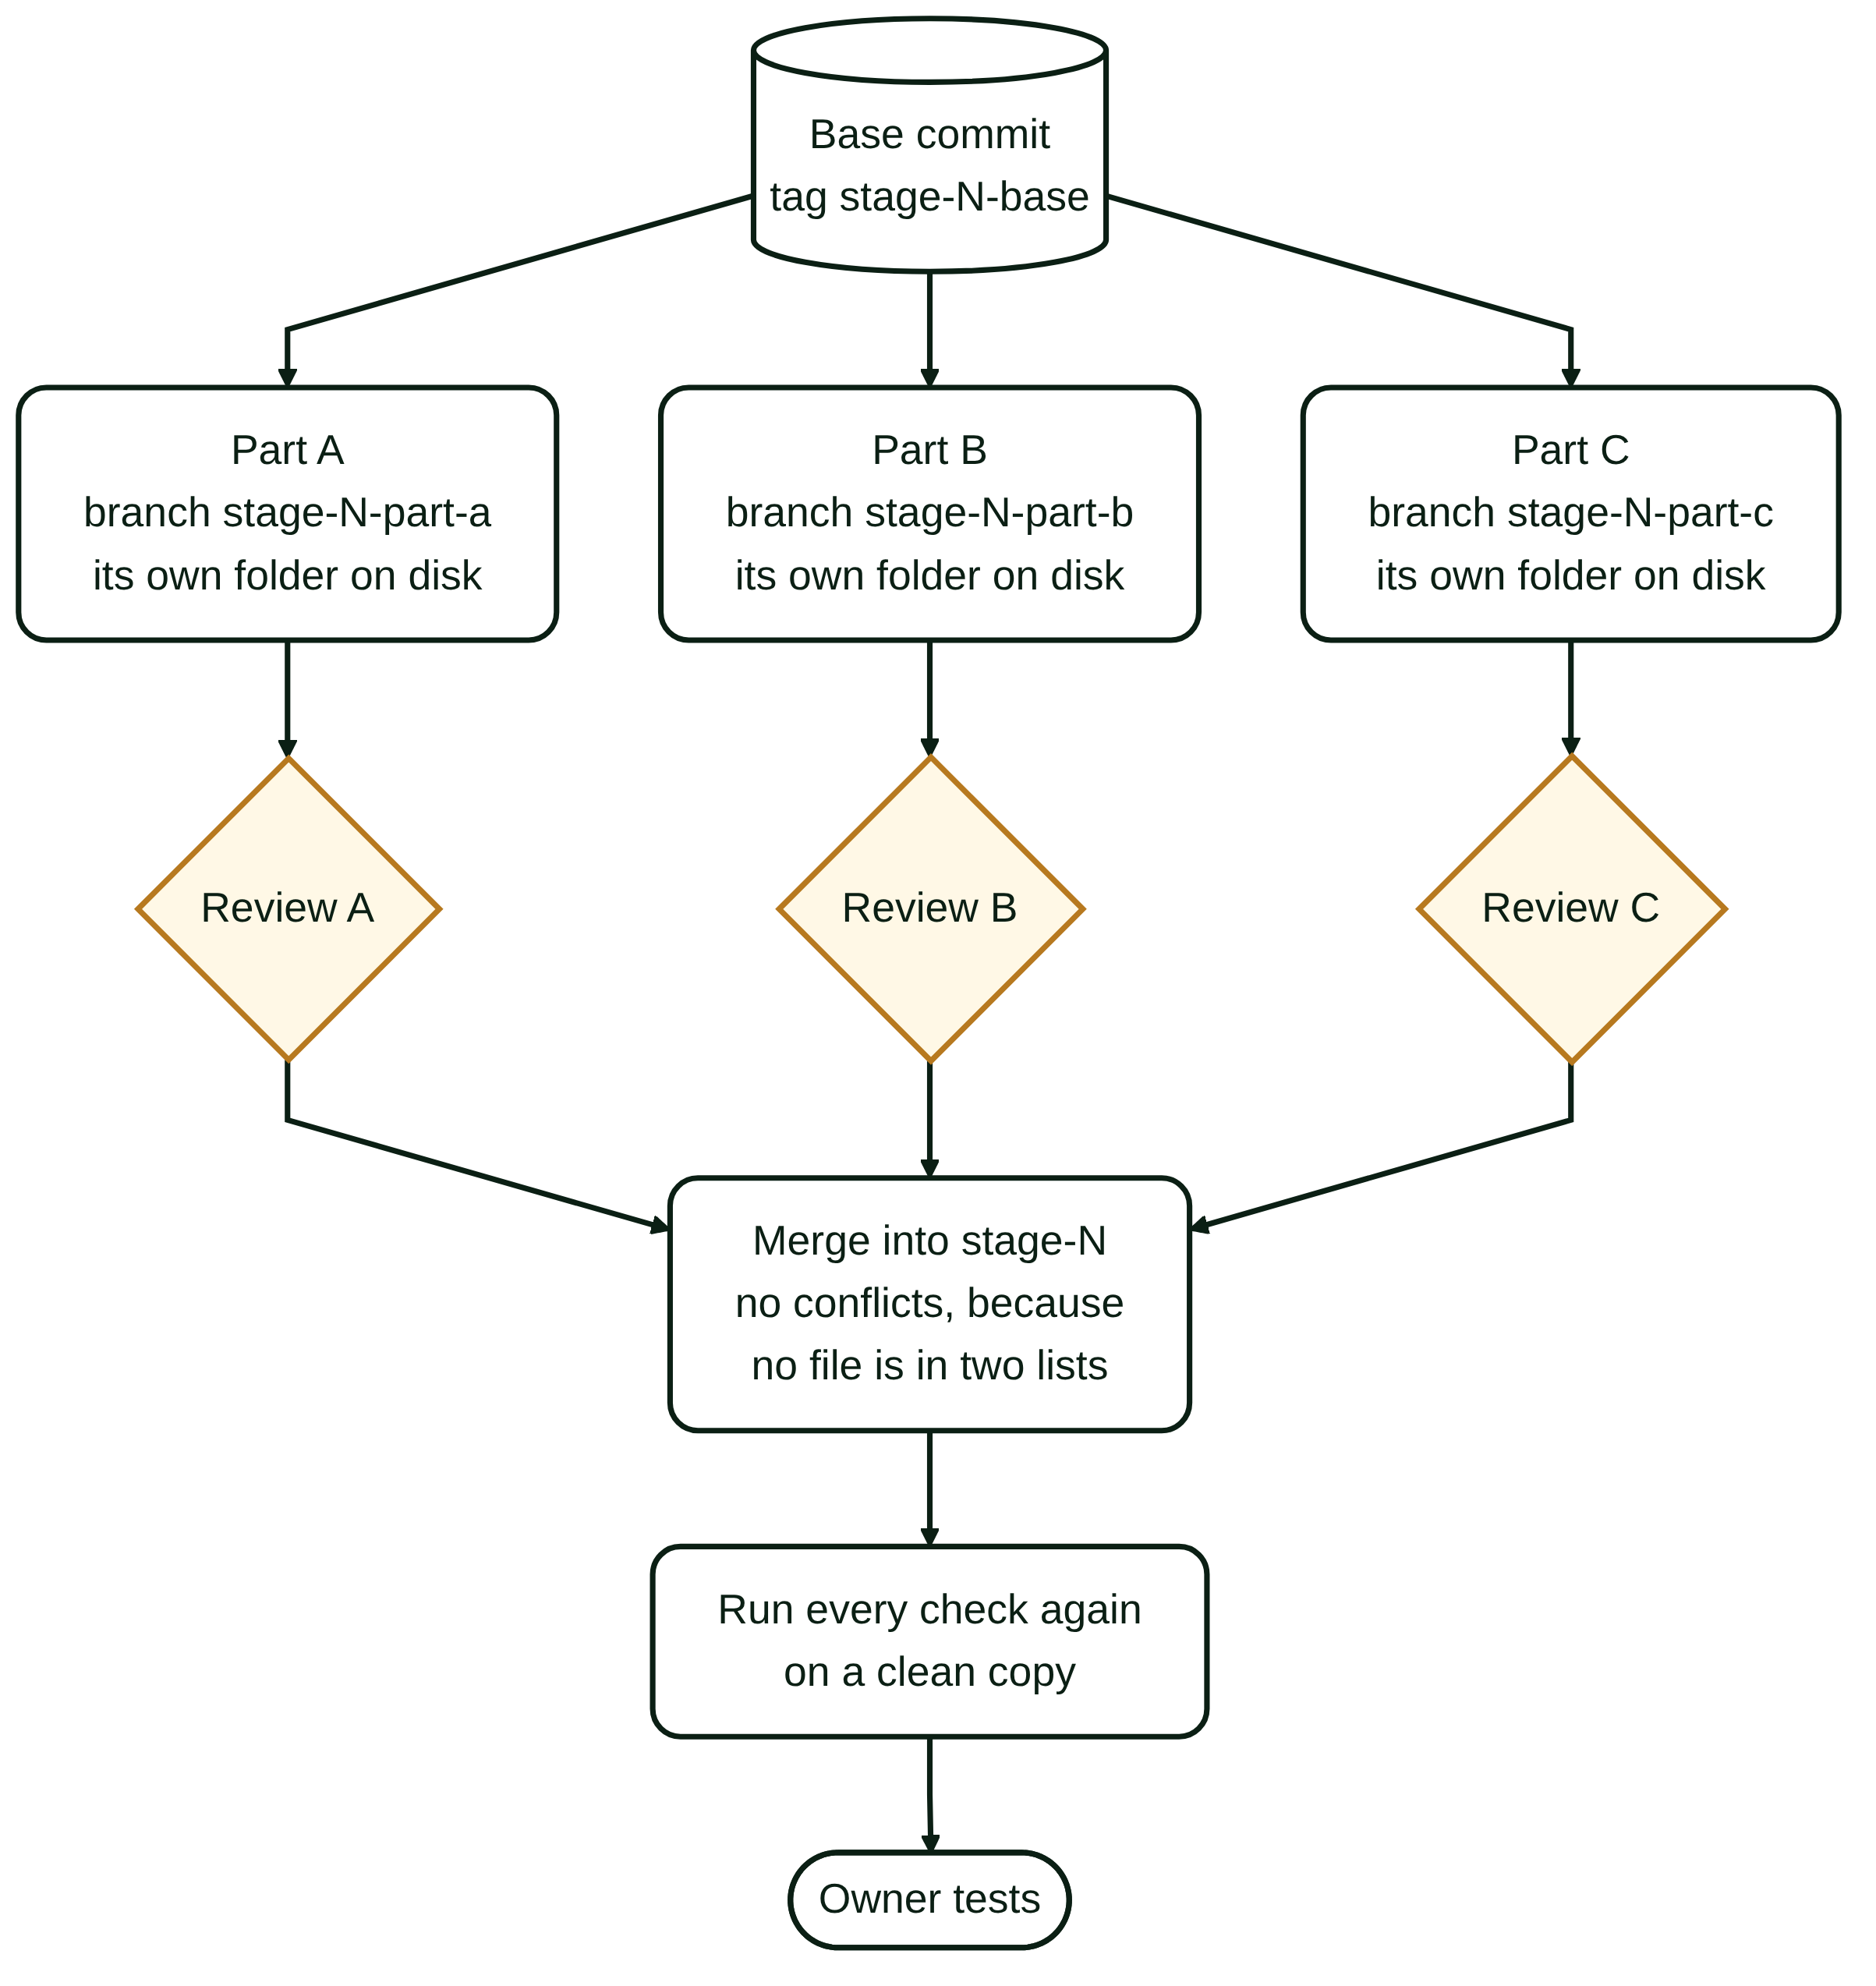 Base commit
tag stage-N-base
Part A
branch stage-N-part-a
its own folder on disk
Part B
branch stage-N-part-b
its own folder on disk
Part C
branch stage-N-part-c
its own folder on disk
Review A
Review B
Review C
Merge into stage-N
no conflicts, because
no file is in two lists
Run every check again
on a clean copy
Owner tests